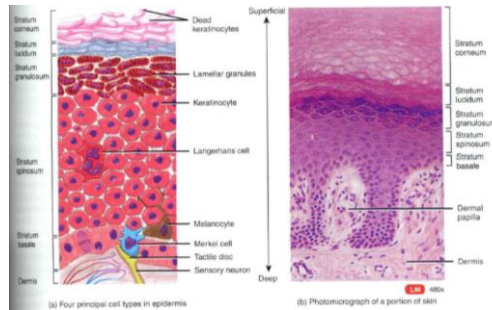 Stratum
corneum
Stratum
lucidum
Stratum
granulosum
Stratum
spinosum
Stratum
basale
Dermis
Dead
keratinocytes
Lamellar granules
Keratinocyte
Langerhans cell
Melanocyte
Merkel cell
Tactile disc
Sensory neuron
(a) Four principal cell types in epidermis
Superficial
Deep
Stratum
corneum
Stratum
lucidum
Stratum
granulosum
Stratum
spinosum
Stratum
basale
Dermal
papilla
Dermis
LM 480x
(b) Photomicrograph of a portion of skin